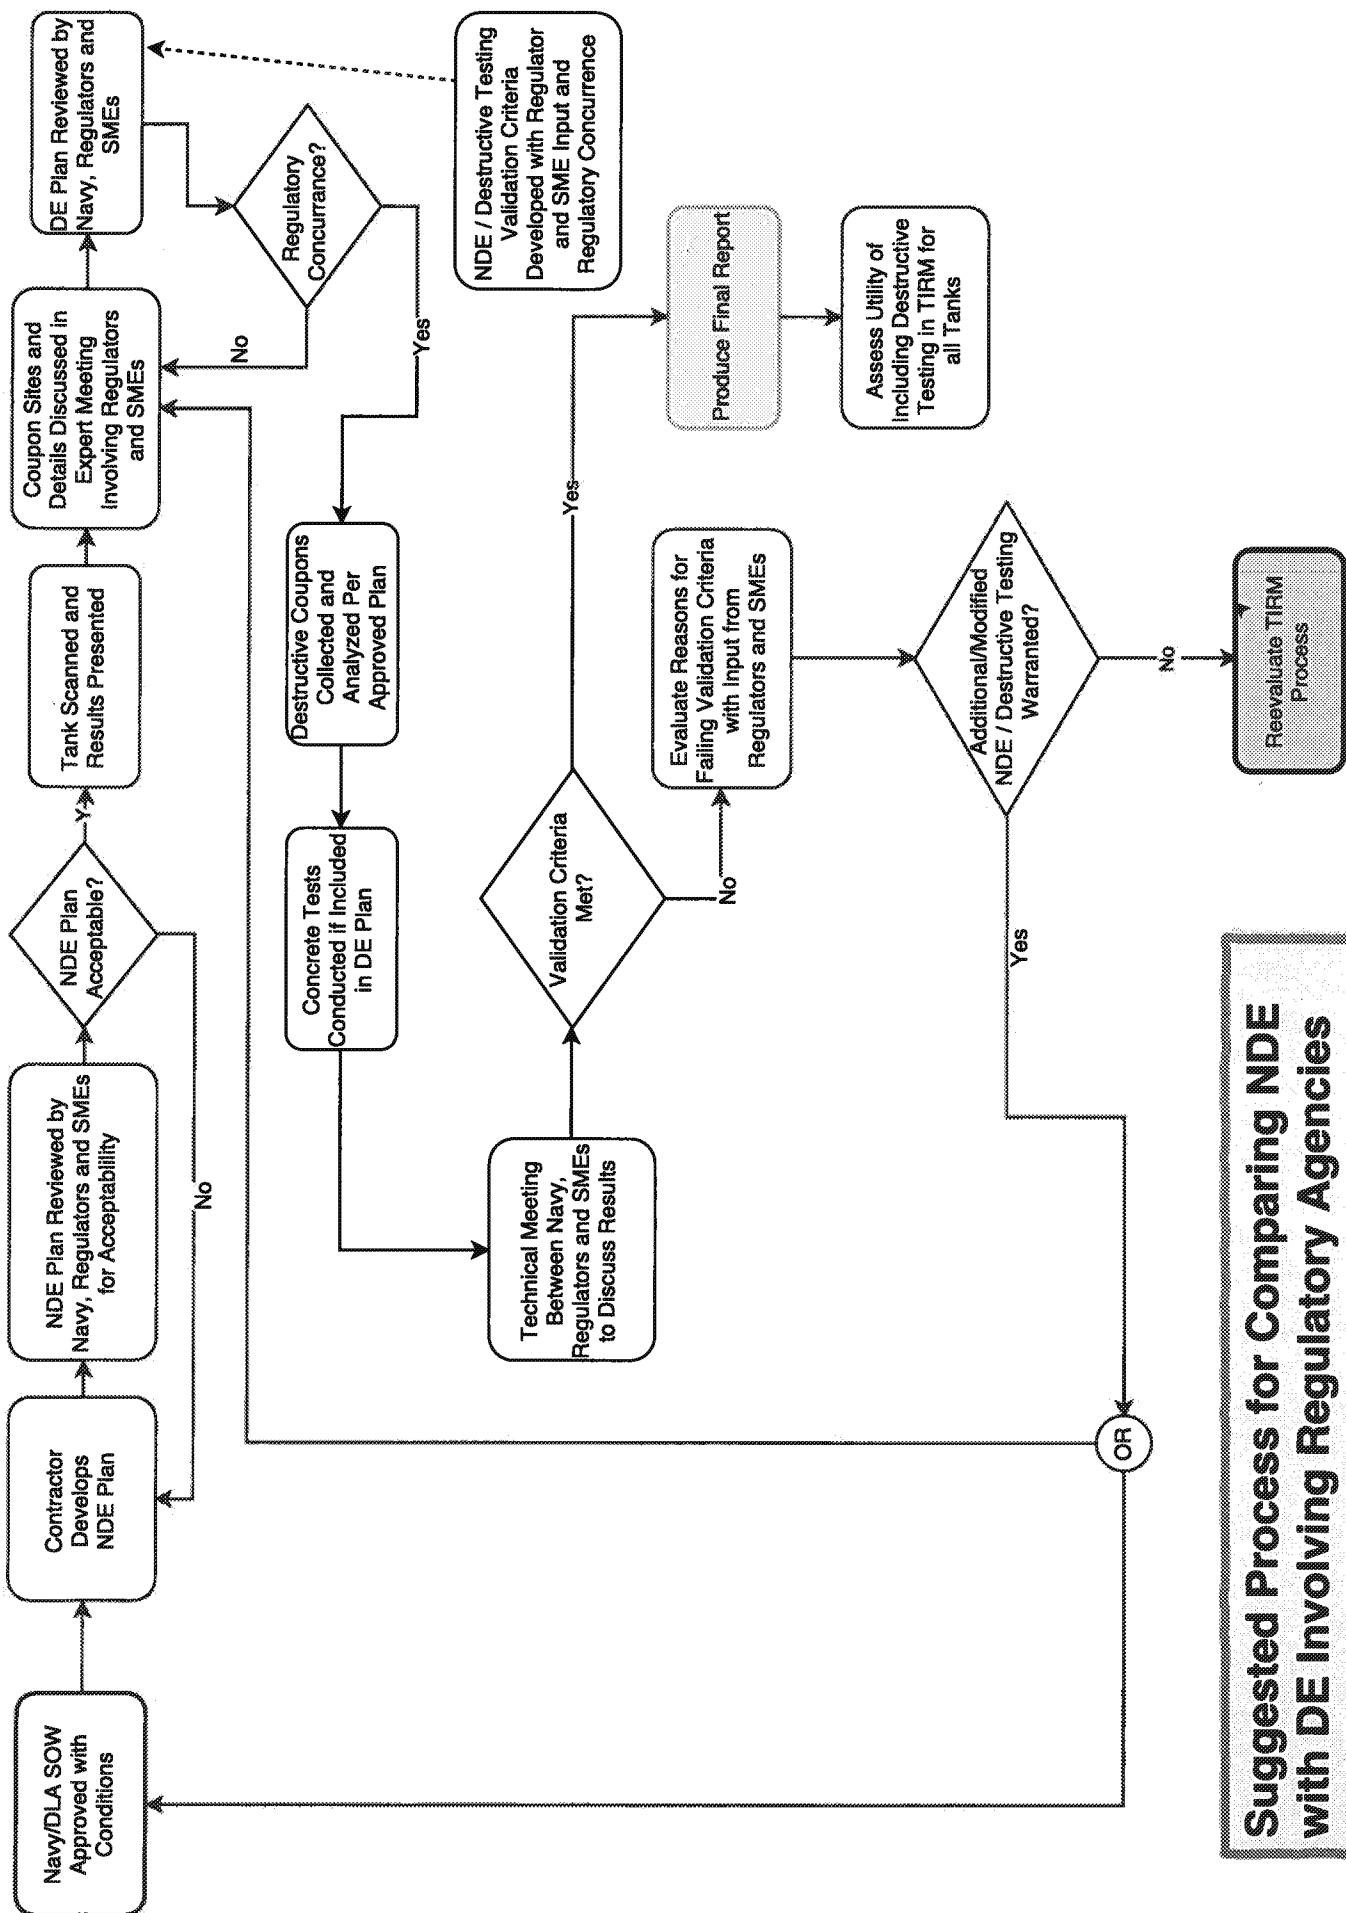 Navy/DLA SOW
Approved with
Conditions
Contractor
Develops
NDE Plan
NDE Plan Reviewed by
Navy, Regulators and SMEs
for Acceptability
NDE Plan
Acceptable?
Y
No
Tank Scanned and
Results Presented
Coupon Sites and
Details Discussed in
Expert Meeting
Involving Regulators
and SMEs
DE Plan Reviewed by
Navy, Regulators and
SMEs
Regulatory
Concurrance?
No
Yes
NDE / Destructive Testing
Validation Criteria
Developed with Regulator
and SME Input and
Regulatory Concurrence
Destructive Coupons
Collected and
Analyzed Per
Approved Plan
Concrete Tests
Conducted if Included
in DE Plan
Technical Meeting
Between Navy,
Regulators and SMEs
to Discuss Results
Validation Criteria
Met?
Yes
No
Produce Final Report
Assess Utility of
Including Destructive
Testing in TIRM for
all Tanks
Evaluate Reasons for
Failing Validation Criteria
with Input from
Regulators and SMEs
Additional/Modified
NDE / Destructive Testing
Warranted?
Yes
No
OR
Reevaluate TIRM
Process
Suggested Process for Comparing NDE
with DE Involving Regulatory Agencies